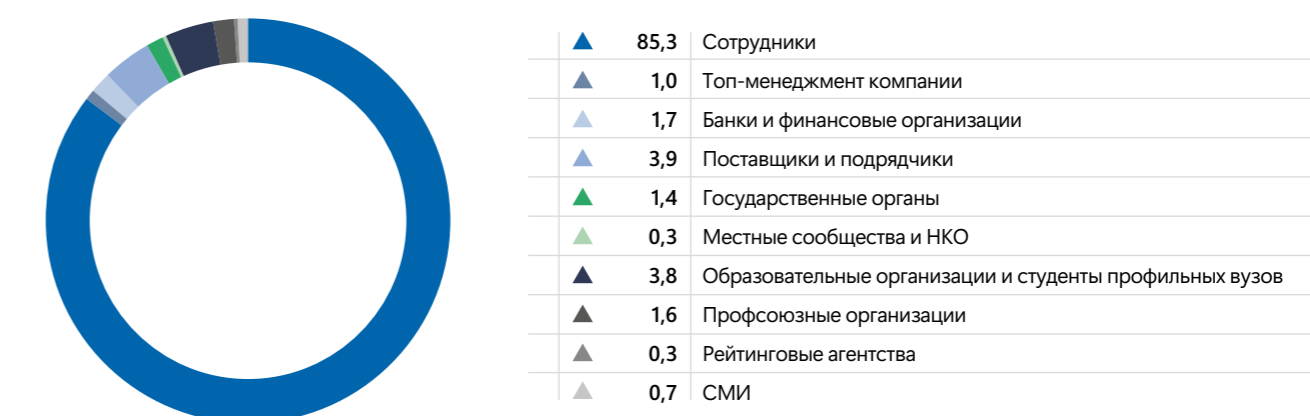 85,3 Сотрудники
1,0 Топ-менеджмент компании
1,7 Банки и финансовые организации
3,9 Поставщики и подрядчики
1,4 Государственные органы
0,3 Местные сообщества и НКО
3,8 Образовательные организации и студенты профильных вузов
1,6 Профсоюзные организации
0,3 Рейтинговые агентства
0,7 СМИ